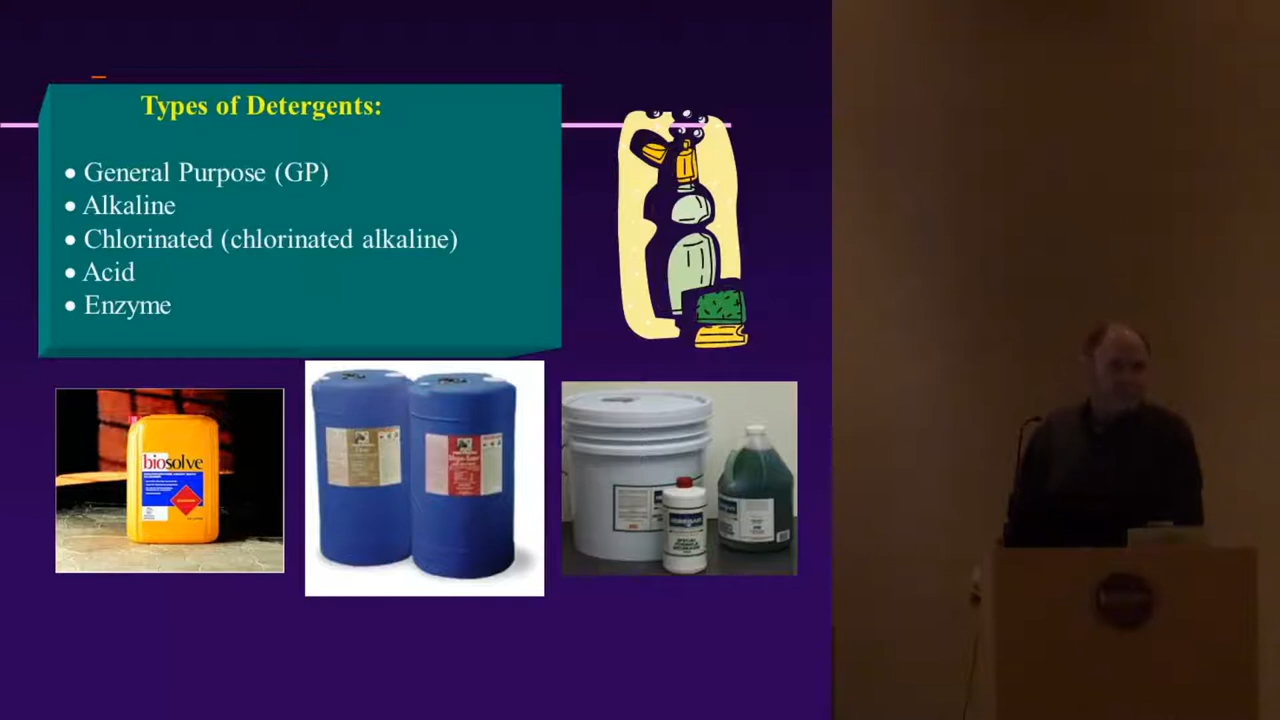 Types of Detergents:
• General Purpose (GP)
• Alkaline
• Chlorinated (chlorinated alkaline)
• Acid
• Enzyme
biosolve